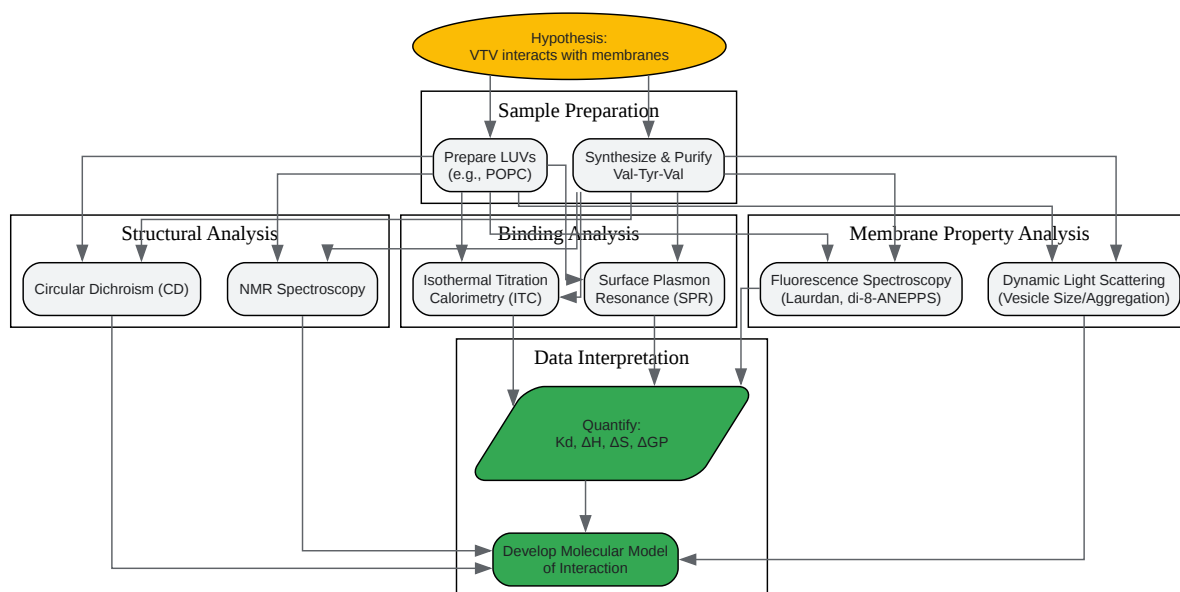 Hypothesis:
VTV interacts with membranes
Sample Preparation
Prepare LUVs
(e.g., POPC)
Synthesize & Purify
Val-Tyr-Val
Structural Analysis
Binding Analysis
Membrane Property Analysis
Circular Dichroism (CD)
NMR Spectroscopy
Isothermal Titration
Calorimetry (ITC)
Surface Plasmon
Resonance (SPR)
Fluorescence Spectroscopy
(Laurdan, di-8-ANEPPS)
Dynamic Light Scattering
(Vesicle Size/Aggregation)
Data Interpretation
Quantify:
Kd, ΔH, ΔS, ΔGP
Develop Molecular Model
of Interaction